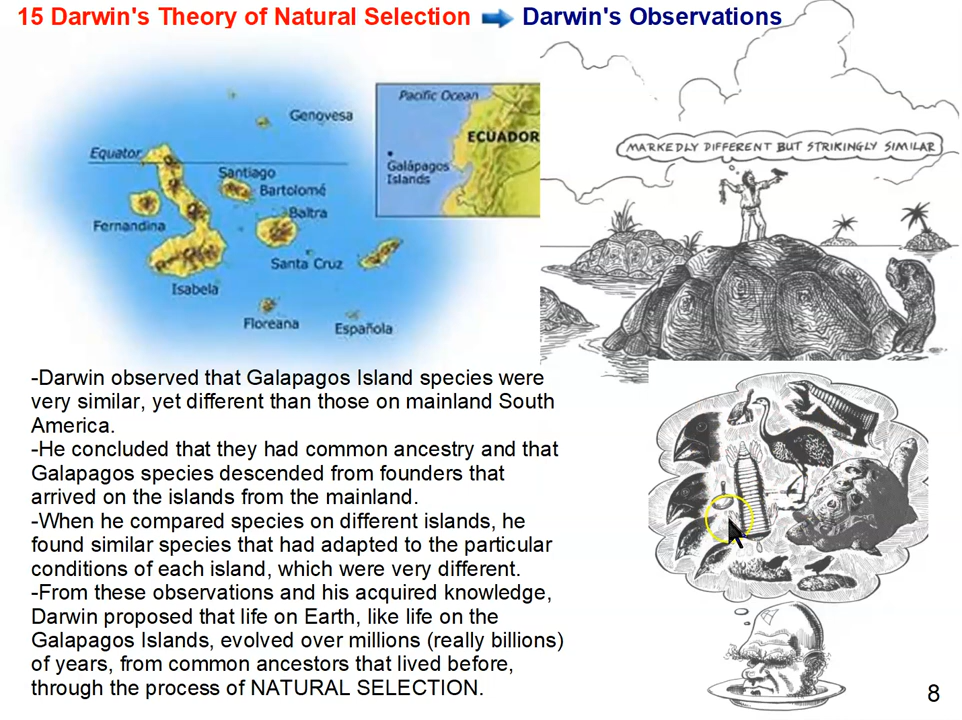 15 Darwin's Theory of Natural Selection Darwin's Observations
Genovesa
Equator
Santiago
Bartolomé
Baltra
Fernandina
Santa Cruz
Isabela
Floreana
Española
Pacific Ocean
ECUADOR
Galápagos
Islands
MARKEDLY DIFFERENT BUT STRIKINGLY SIMILAR
-Darwin observed that Galapagos Island species were
very similar, yet different than those on mainland South
America.
-He concluded that they had common ancestry and that
Galapagos species descended from founders that
arrived on the islands from the mainland.
-When he compared species on different islands, he
found similar species that had adapted to the particular
conditions of each island, which were very different.
-From these observations and his acquired knowledge,
Darwin proposed that life on Earth, like life on the
Galapagos Islands, evolved over millions (really billions)
of years, from common ancestors that lived before,
through the process of NATURAL SELECTION.
8